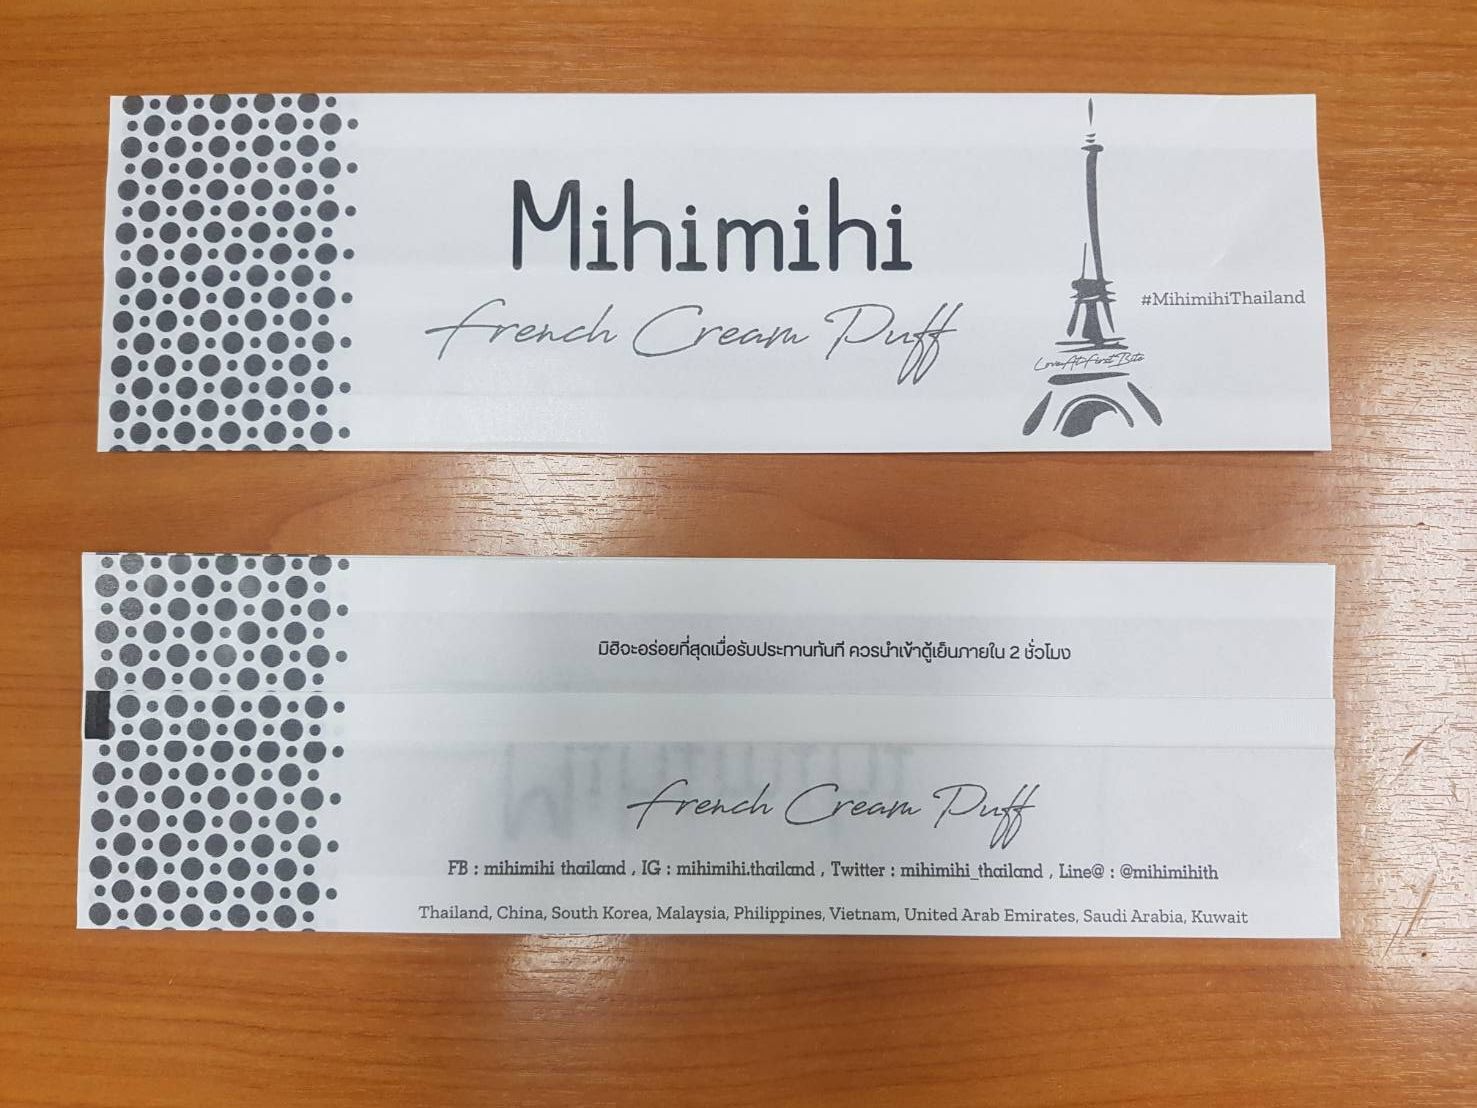 Mihimihi
French Cream Puff
#MihimihiThailand
LoveAtFirstBite
มิฮิจะอร่อยที่สุดเมื่อรับประทานทันที ควรนำเข้าตู้เย็นภายใน 2 ชั่วโมง
French Cream Puff
FB : mihimihi thailand , IG : mihimihi.thailand , Twitter : mihimihi_thailand , Line@ : @mihimihith
Thailand, China, South Korea, Malaysia, Philippines, Vietnam, United Arab Emirates, Saudi Arabia, Kuwait